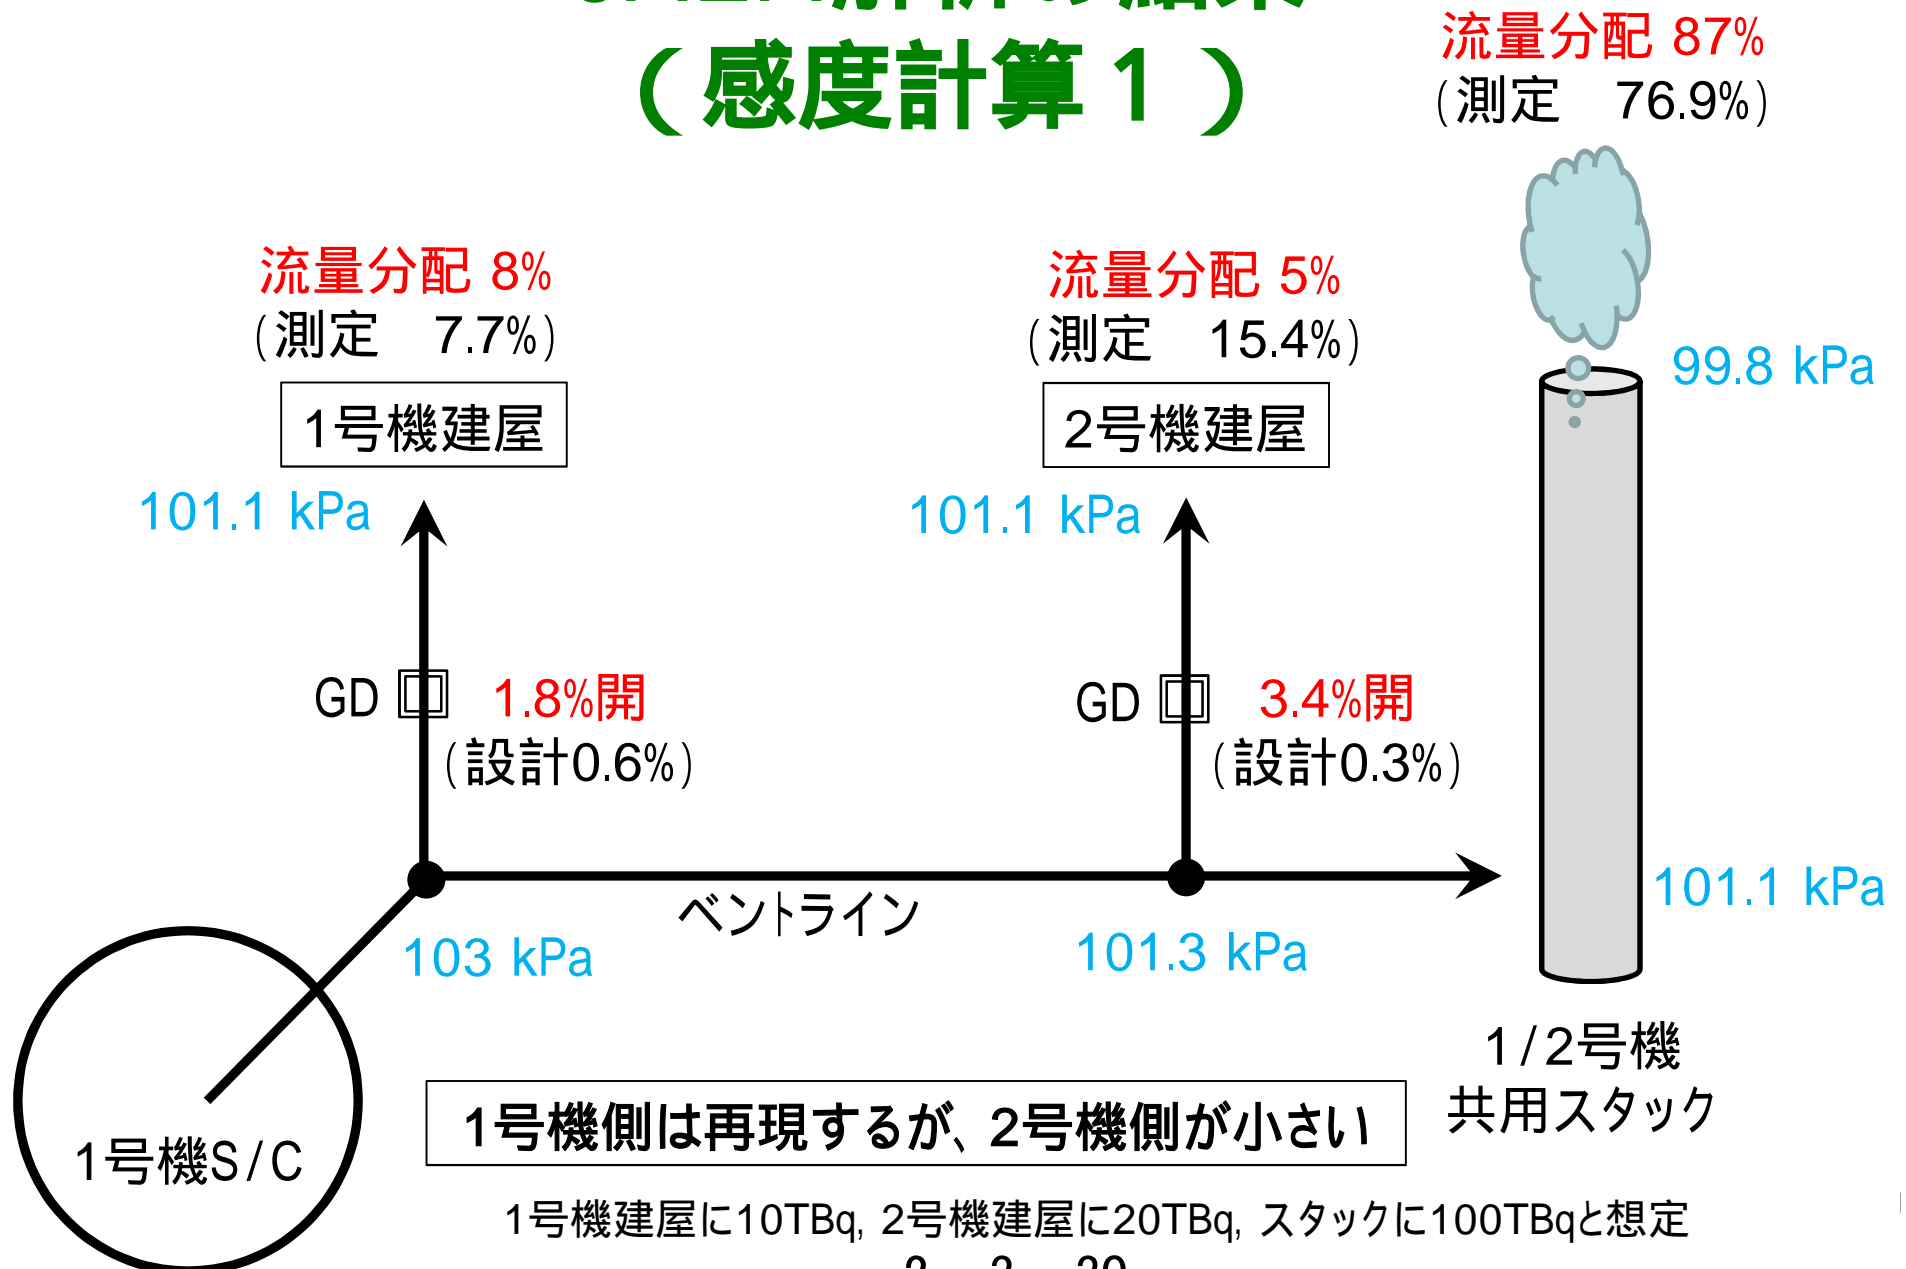 (感度計算1)
流量分配 87%
(測定 76.9%)
流量分配 8%
(測定 7.7%)
1号機建屋
101.1 kPa
流量分配 5%
(測定 15.4%)
2号機建屋
101.1 kPa
99.8 kPa
GD
1.8%開
(設計0.6%)
GD
3.4%開
(設計0.3%)
ベントライン
103 kPa
101.3 kPa
101.1 kPa
1/2号機
共用スタック
1号機S/C
1号機側は再現するが、2号機側が小さい
1号機建屋に10TBq, 2号機建屋に20TBq, スタックに100TBqと想定